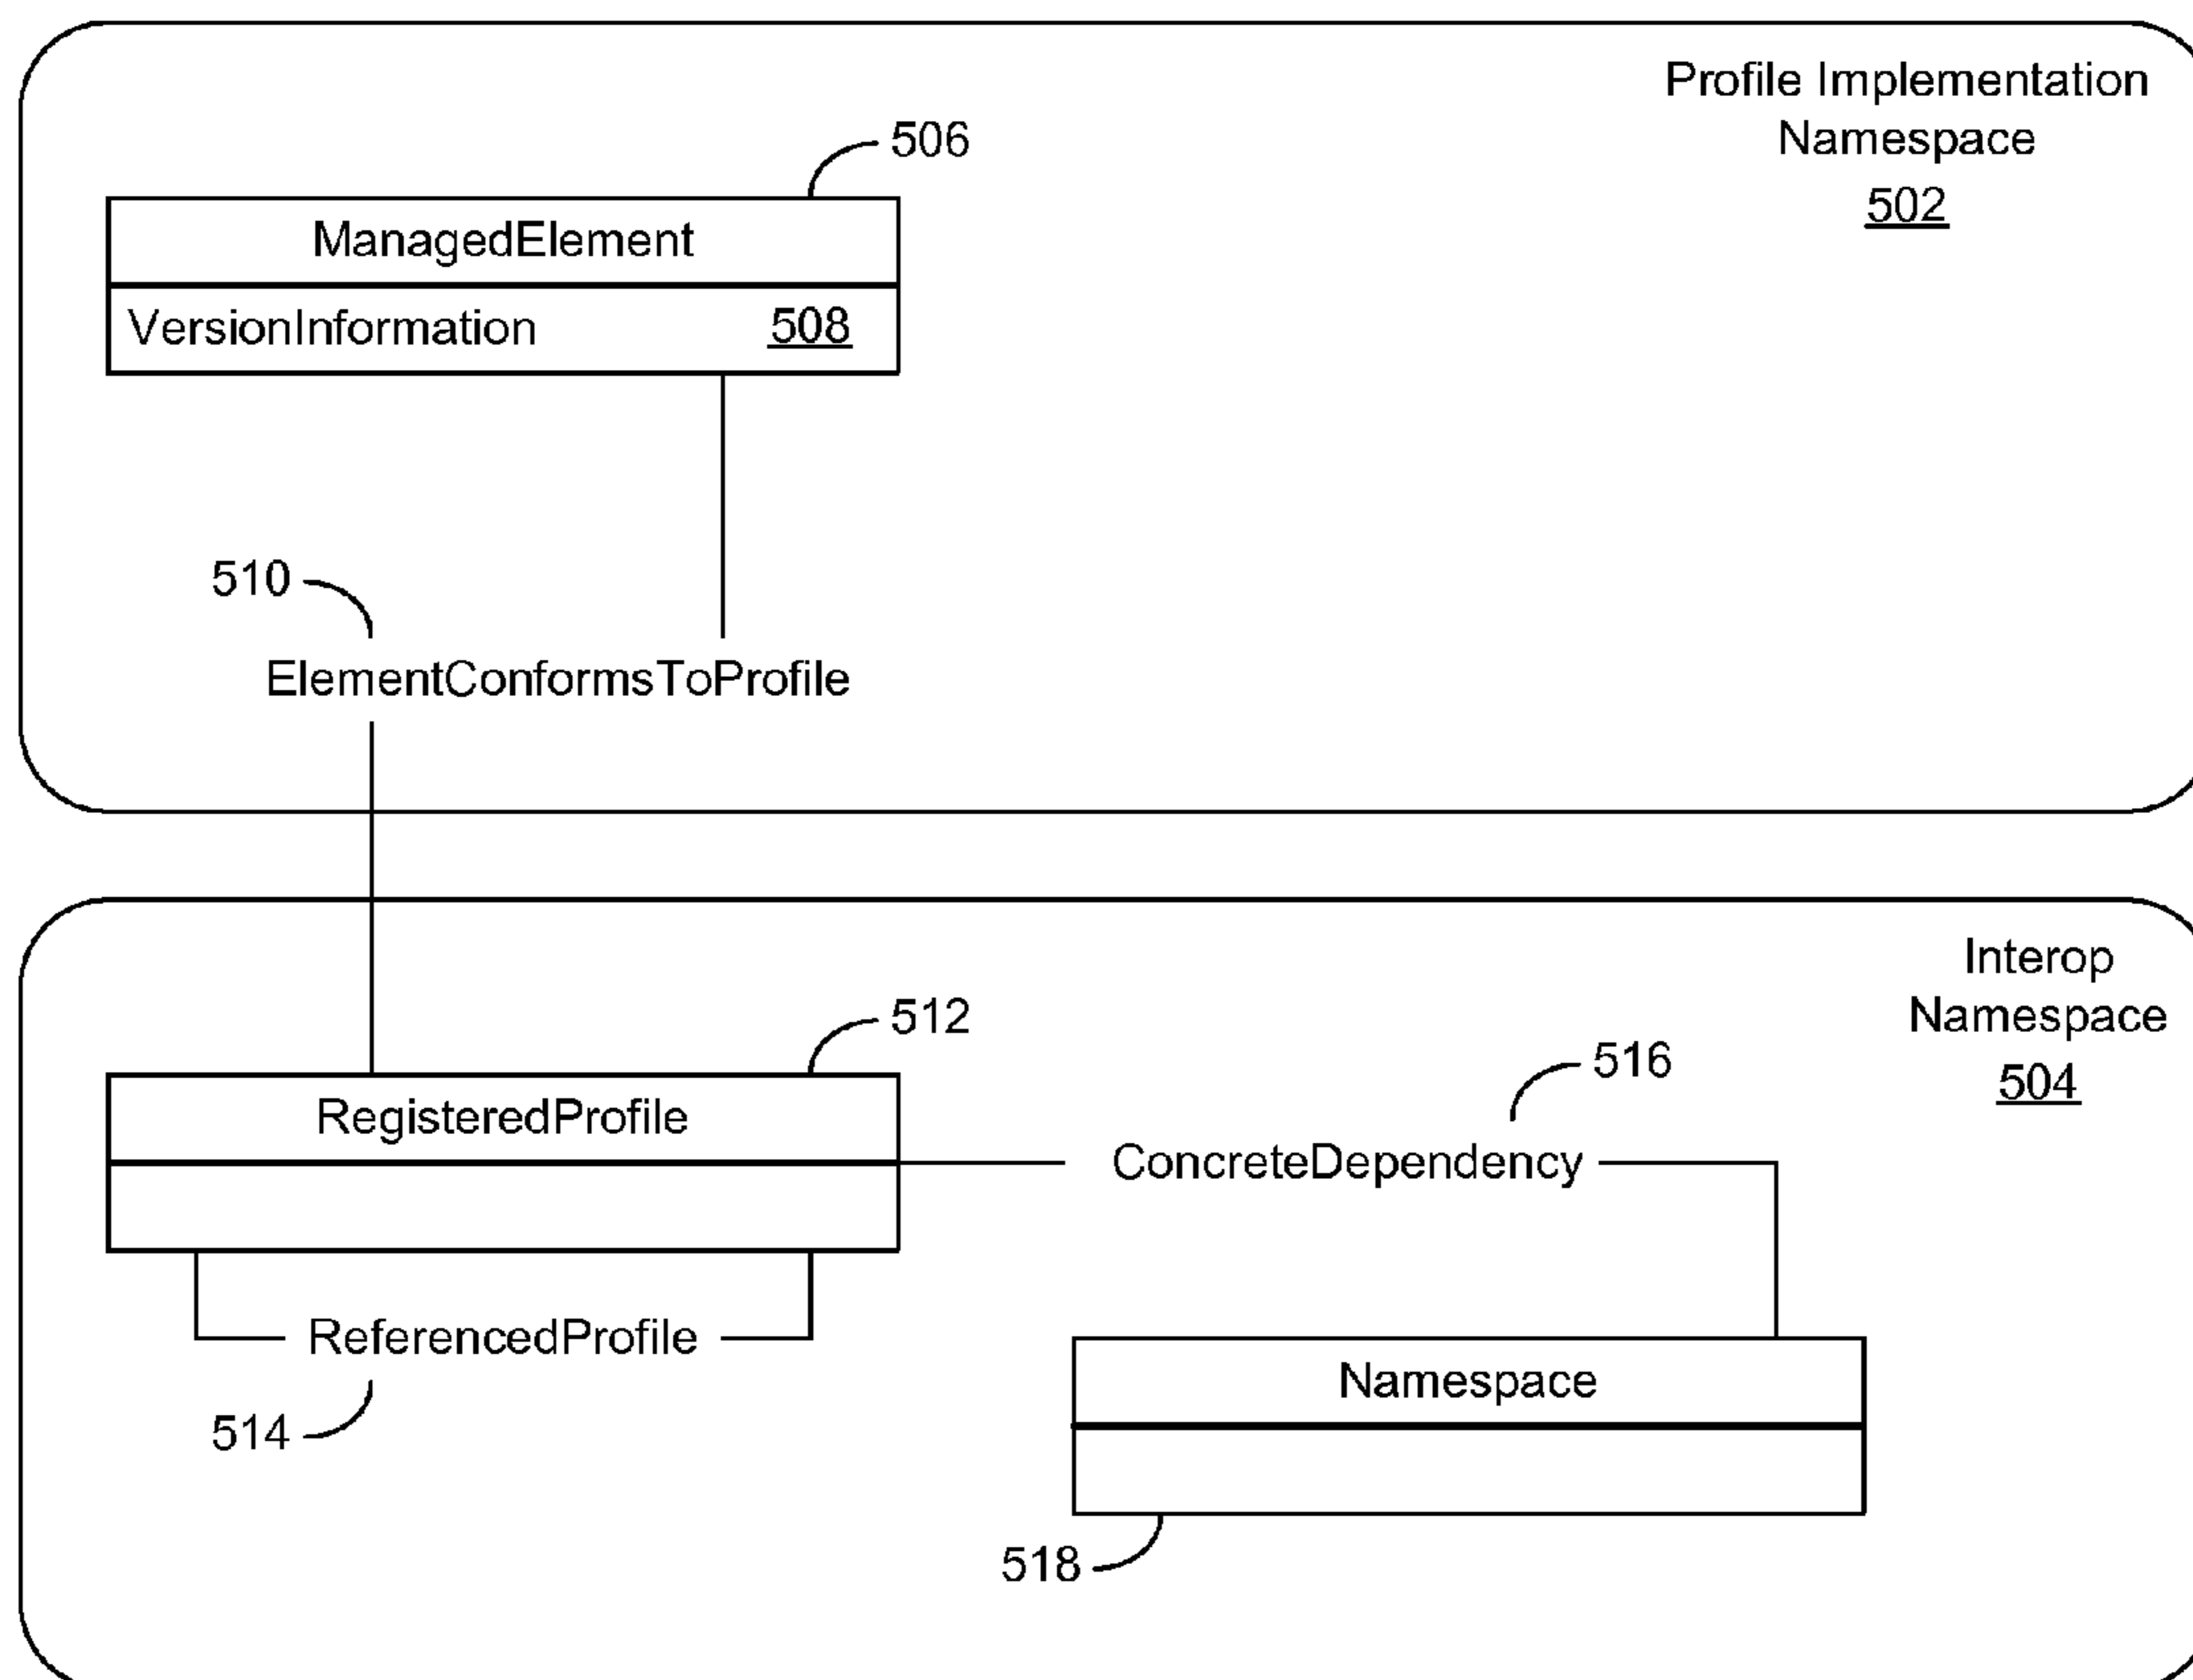 Profile Implementation
Namespace
502
506
ManagedElement
VersionInformation 508
510
ElementConformsToProfile
Interop
Namespace
504
512
RegisteredProfile
516
ConcreteDependency
ReferencedProfile
514
Namespace
518